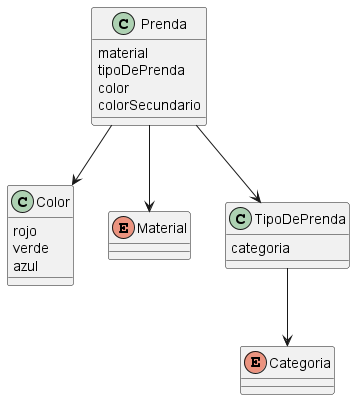 C Prenda
material
tipoDePrenda
color
colorSecundario
C Color
rojo
verde
azul
E Material
C TipoDePrenda
categoria
E Categoria